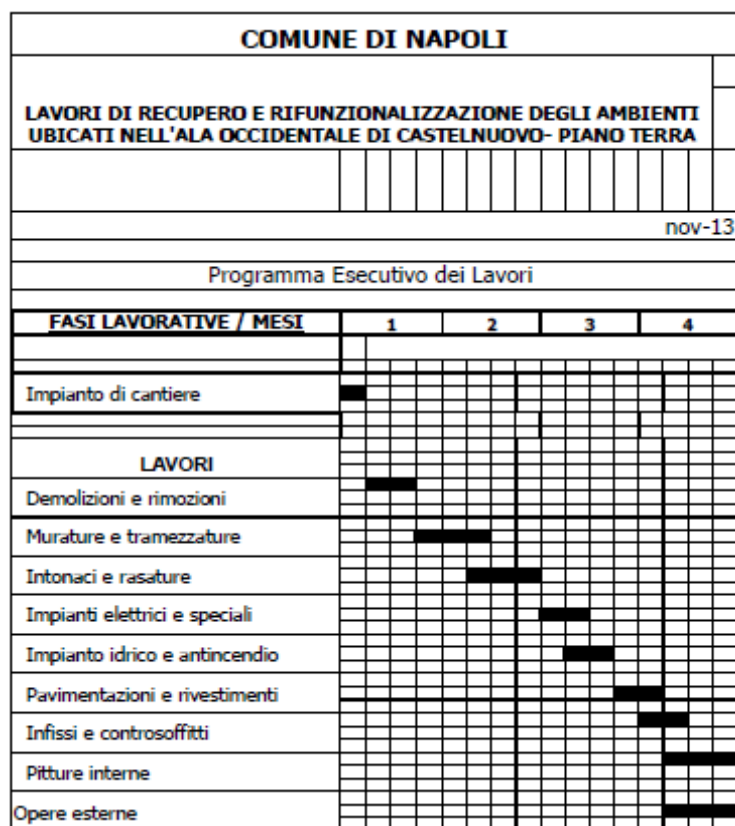 COMUNE DI NAPOLI
LAVORI DI RECUPERO E RIFUNZIONALIZZAZIONE DEGLI AMBIENTI
UBICATI NELL'ALA OCCIDENTALE DI CASTELNUOVO- PIANO TERRA
nov-13
Programma Esecutivo dei Lavori
FASI LAVORATIVE / MESI 1 2 3 4
Impianto di cantiere
LAVORI
Demolizioni e rimozioni
Murature e tramezzature
Intonaci e rasature
Impianti elettrici e speciali
Impianto idrico e antincendio
Pavimentazioni e rivestimenti
Infissi e controsoffitti
Pitture interne
Opere esterne